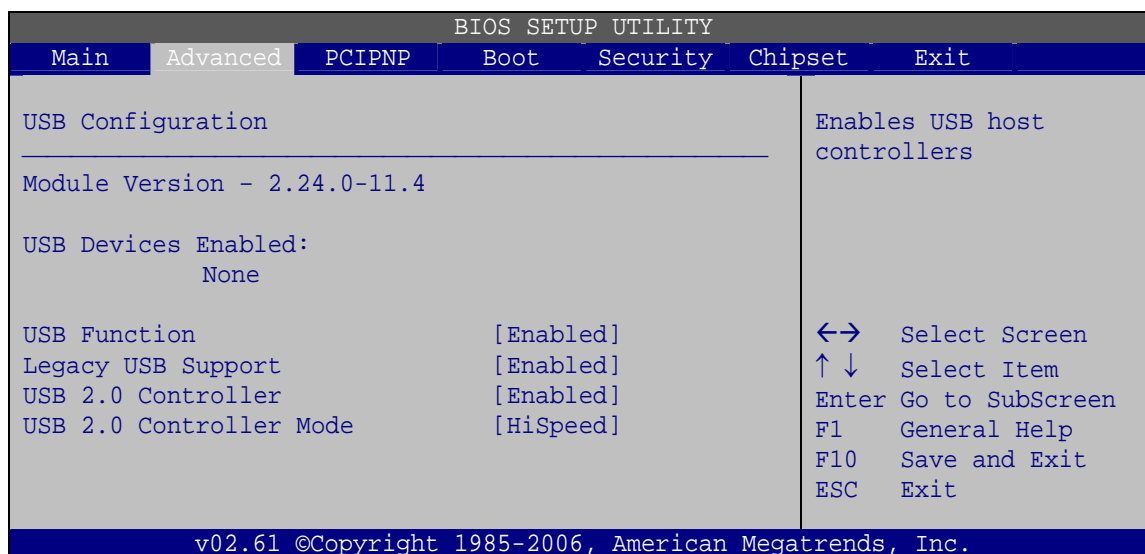 BIOS SETUP UTILITY
Main Advanced PCIPNP Boot Security Chipset Exit
USB Configuration
Module Version – 2.24.0-11.4
USB Devices Enabled:
None
USB Function [Enabled]
Legacy USB Support [Enabled]
USB 2.0 Controller [Enabled]
USB 2.0 Controller Mode [HiSpeed]
Enables USB host
controllers
←→ Select Screen
↑ ↓ Select Item
Enter Go to SubScreen
F1 General Help
F10 Save and Exit
ESC Exit
v02.61 ©Copyright 1985-2006, American Megatrends, Inc.